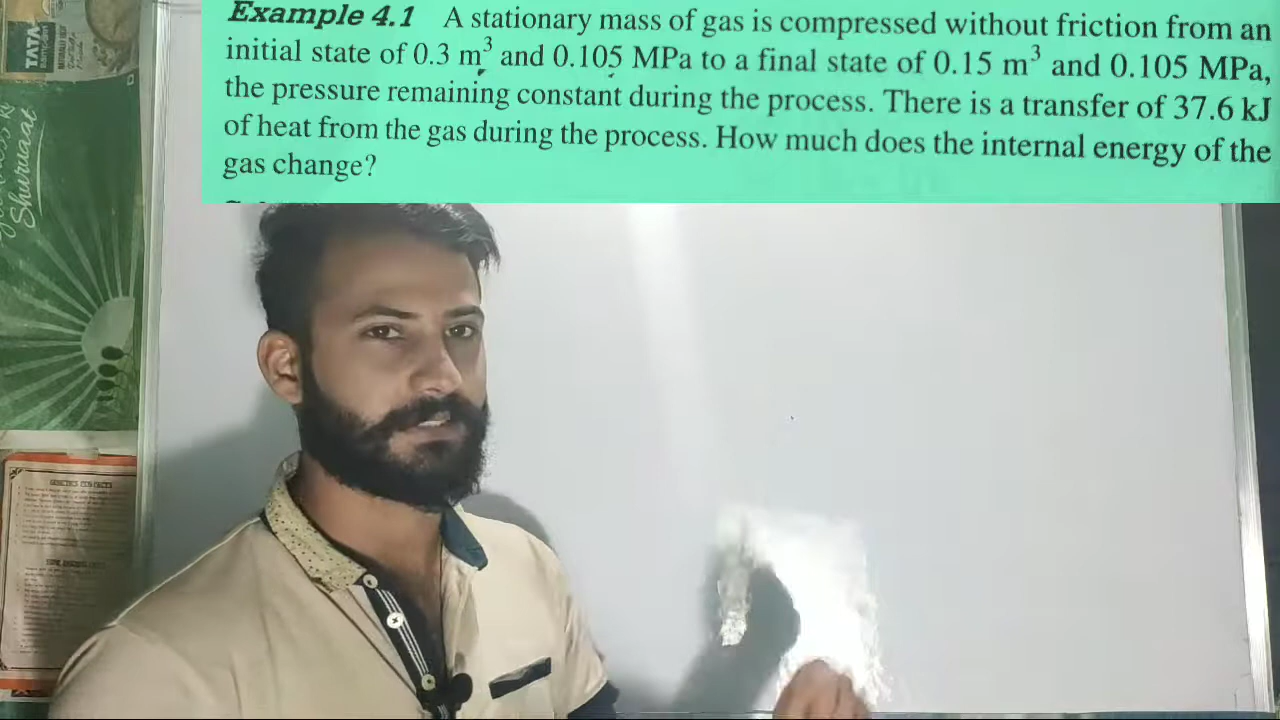 Example 4.1 A stationary mass of gas is compressed without friction from an
initial state of 0.3 m³ and 0.105 MPa to a final state of 0.15 m³ and 0.105 MPa,
the pressure remaining constant during the process. There is a transfer of 37.6 kJ
of heat from the gas during the process. How much does the internal energy of the
gas change?
TATA
Shuruaat